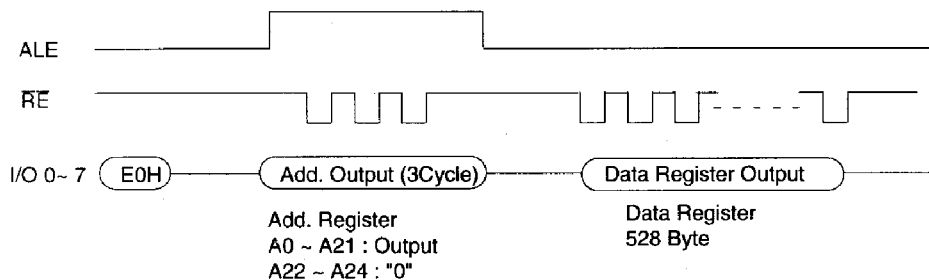 ALE
RE
I/O 0~ 7 E0H Add. Output (3Cycle) Data Register Output
Add. Register
A0 ~ A21 : Output
A22 ~ A24 : "0"
Data Register
528 Byte